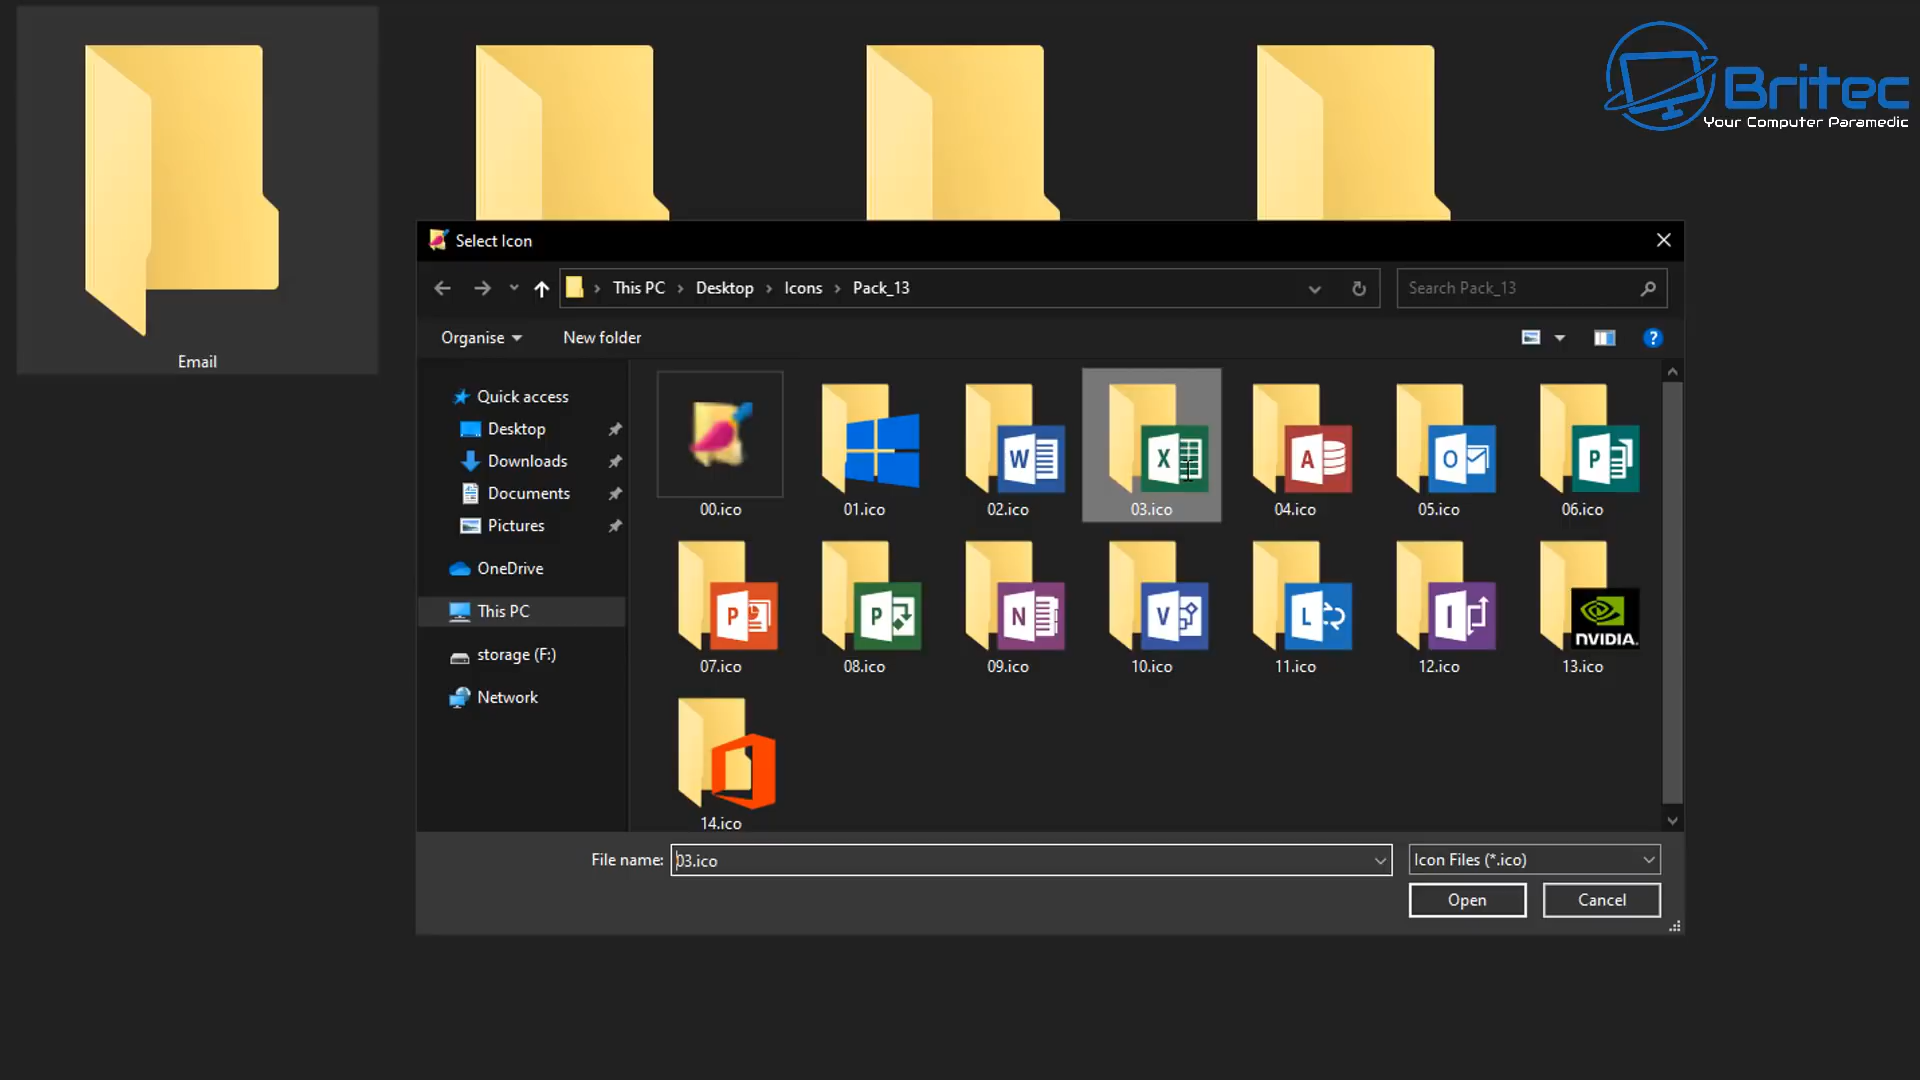 Britec
Your Computer Paramedic
Email
Select Icon
This PC > Desktop > Icons > Pack_13
Search Pack_13
Organise
New folder
Quick access
Desktop
Downloads
Documents
Pictures
OneDrive
This PC
storage (F:)
Network
00.ico
01.ico
W
02.ico
X
03.ico
A
04.ico
O
05.ico
P
06.ico
P
07.ico
P
08.ico
N
09.ico
V
10.ico
L
11.ico
I
12.ico
NVIDIA.
13.ico
14.ico
File name:
03.ico
Icon Files (*.ico)
Open
Cancel